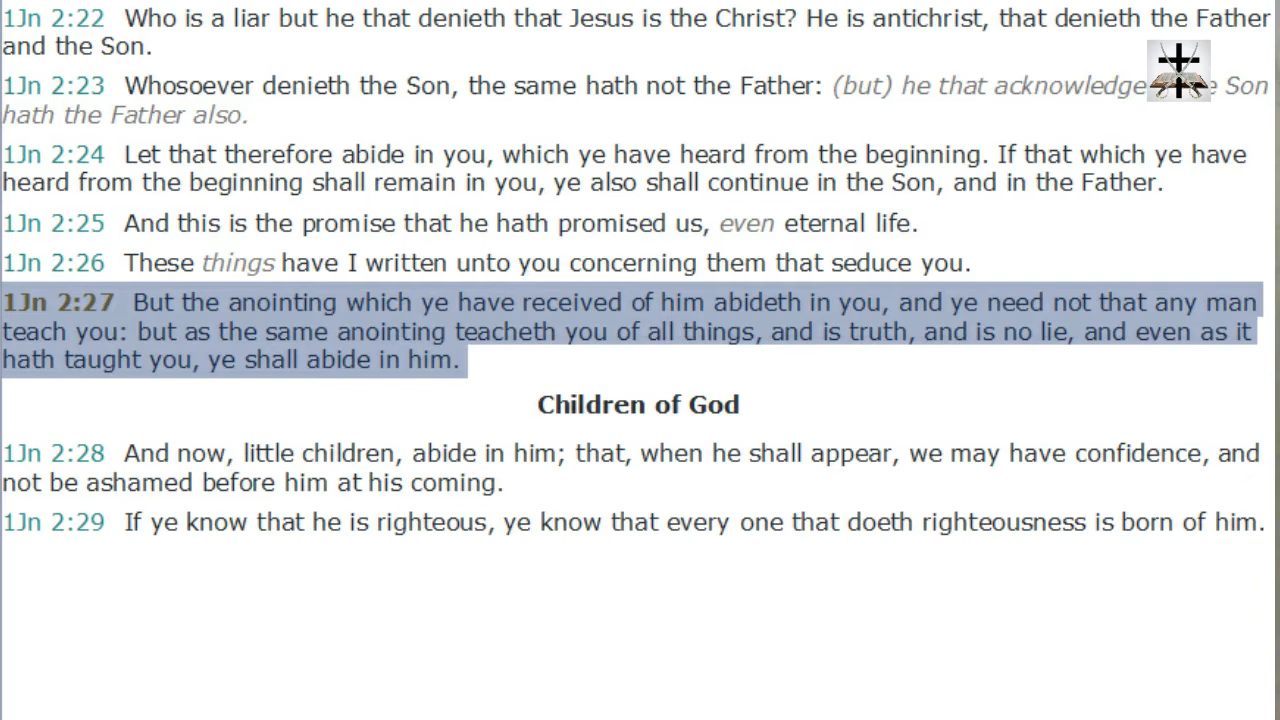 1Jn 2:22 Who is a liar but he that denieth that Jesus is the Christ? He is antichrist, that denieth the Father
and the Son.
1Jn 2:23 Whosoever denieth the Son, the same hath not the Father: (but) he that acknowledge Son
hath the Father also.
1Jn 2:24 Let that therefore abide in you, which ye have heard from the beginning. If that which ye have
heard from the beginning shall remain in you, ye also shall continue in the Son, and in the Father.
1Jn 2:25 And this is the promise that he hath promised us, even eternal life.
1Jn 2:26 These things have I written unto you concerning them that seduce you.
1Jn 2:27 But the anointing which ye have received of him abideth in you, and ye need not that any man
teach you: but as the same anointing teacheth you of all things, and is truth, and is no lie, and even as it
hath taught you, ye shall abide in him.
Children of God
1Jn 2:28 And now, little children, abide in him; that, when he shall appear, we may have confidence, and
not be ashamed before him at his coming.
1Jn 2:29 If ye know that he is righteous, ye know that every one that doeth righteousness is born of him.